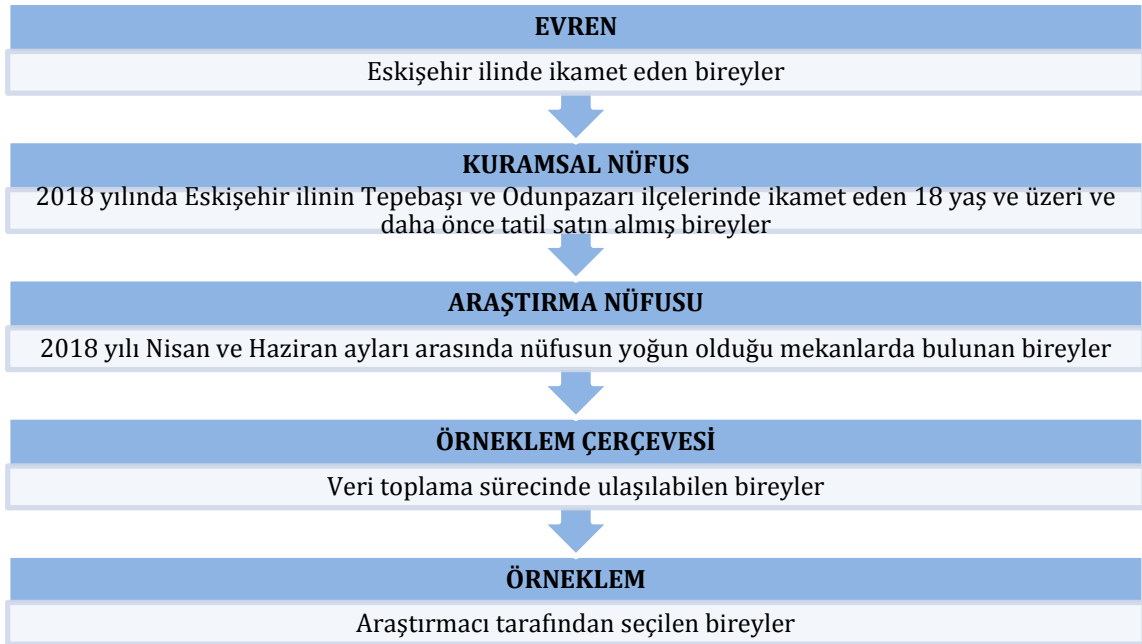 EVREN
Eskişehir ilinde ikamet eden bireyler
KURAMSAL NÜFUS
2018 yılında Eskişehir ilinin Tepebaşı ve Odunpazarı ilçelerinde ikamet eden 18 yaş ve üzeri ve
daha önce tatil satın almış bireyler
ARAŞTIRMA NÜFUSU
2018 yılı Nisan ve Haziran ayları arasında nüfusun yoğun olduğu mekanlarda bulunan bireyler
ÖRNEKLEM ÇERÇEVESİ
Veri toplama sürecinde ulaşılabilen bireyler
ÖRNEKLEM
Araştırmacı tarafından seçilen bireyler